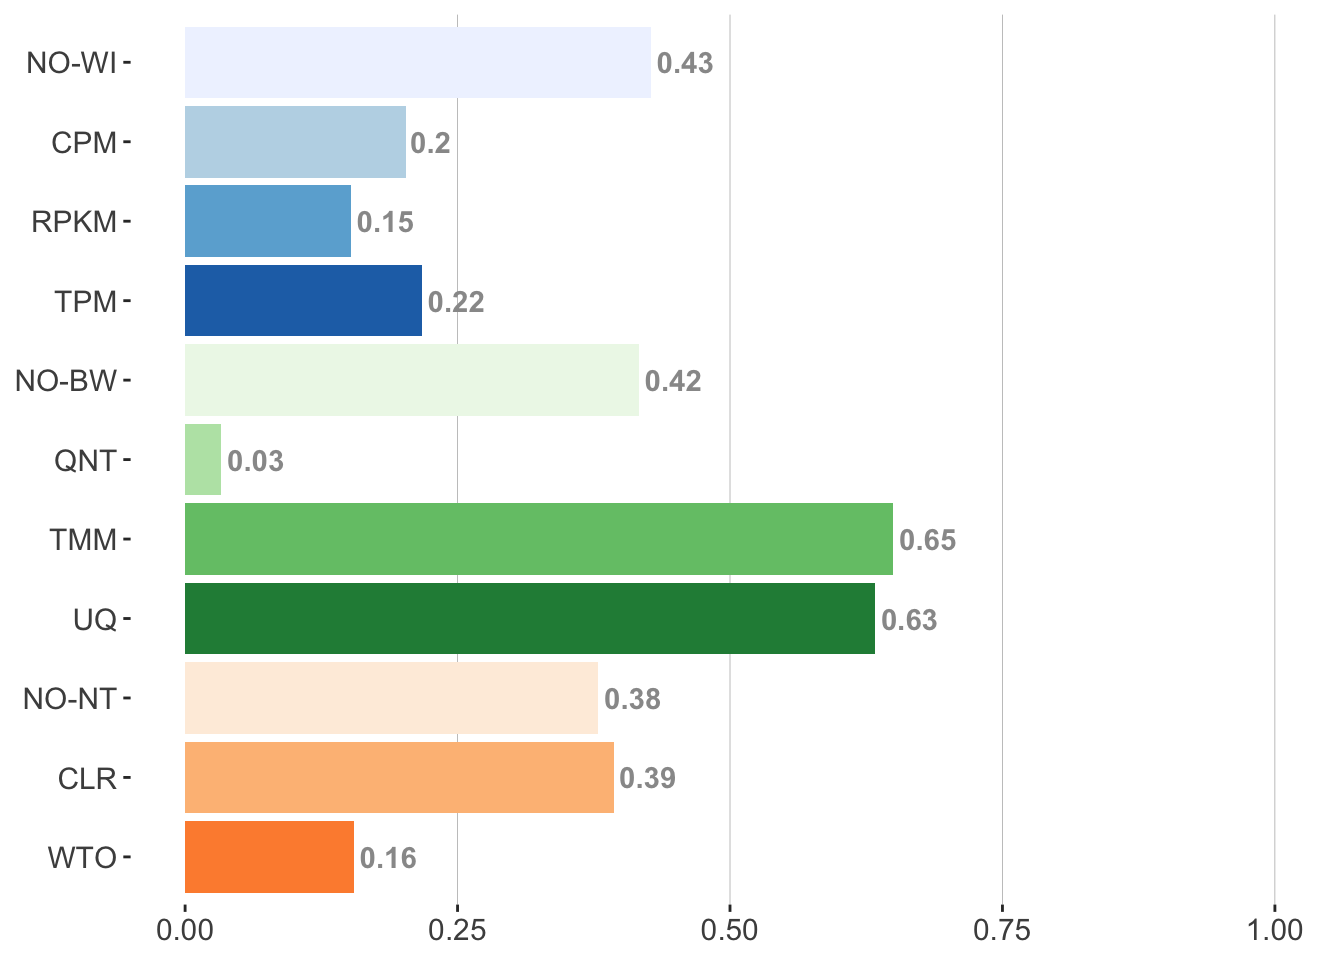 NO-WI 0.43
CPM 0.2
RPKM 0.15
TPM 0.22
NO-BW 0.42
QNT 0.03
TMM 0.65
UQ 0.63
NO-NT 0.38
CLR 0.39
WTO 0.16
0.00 0.25 0.50 0.75 1.00